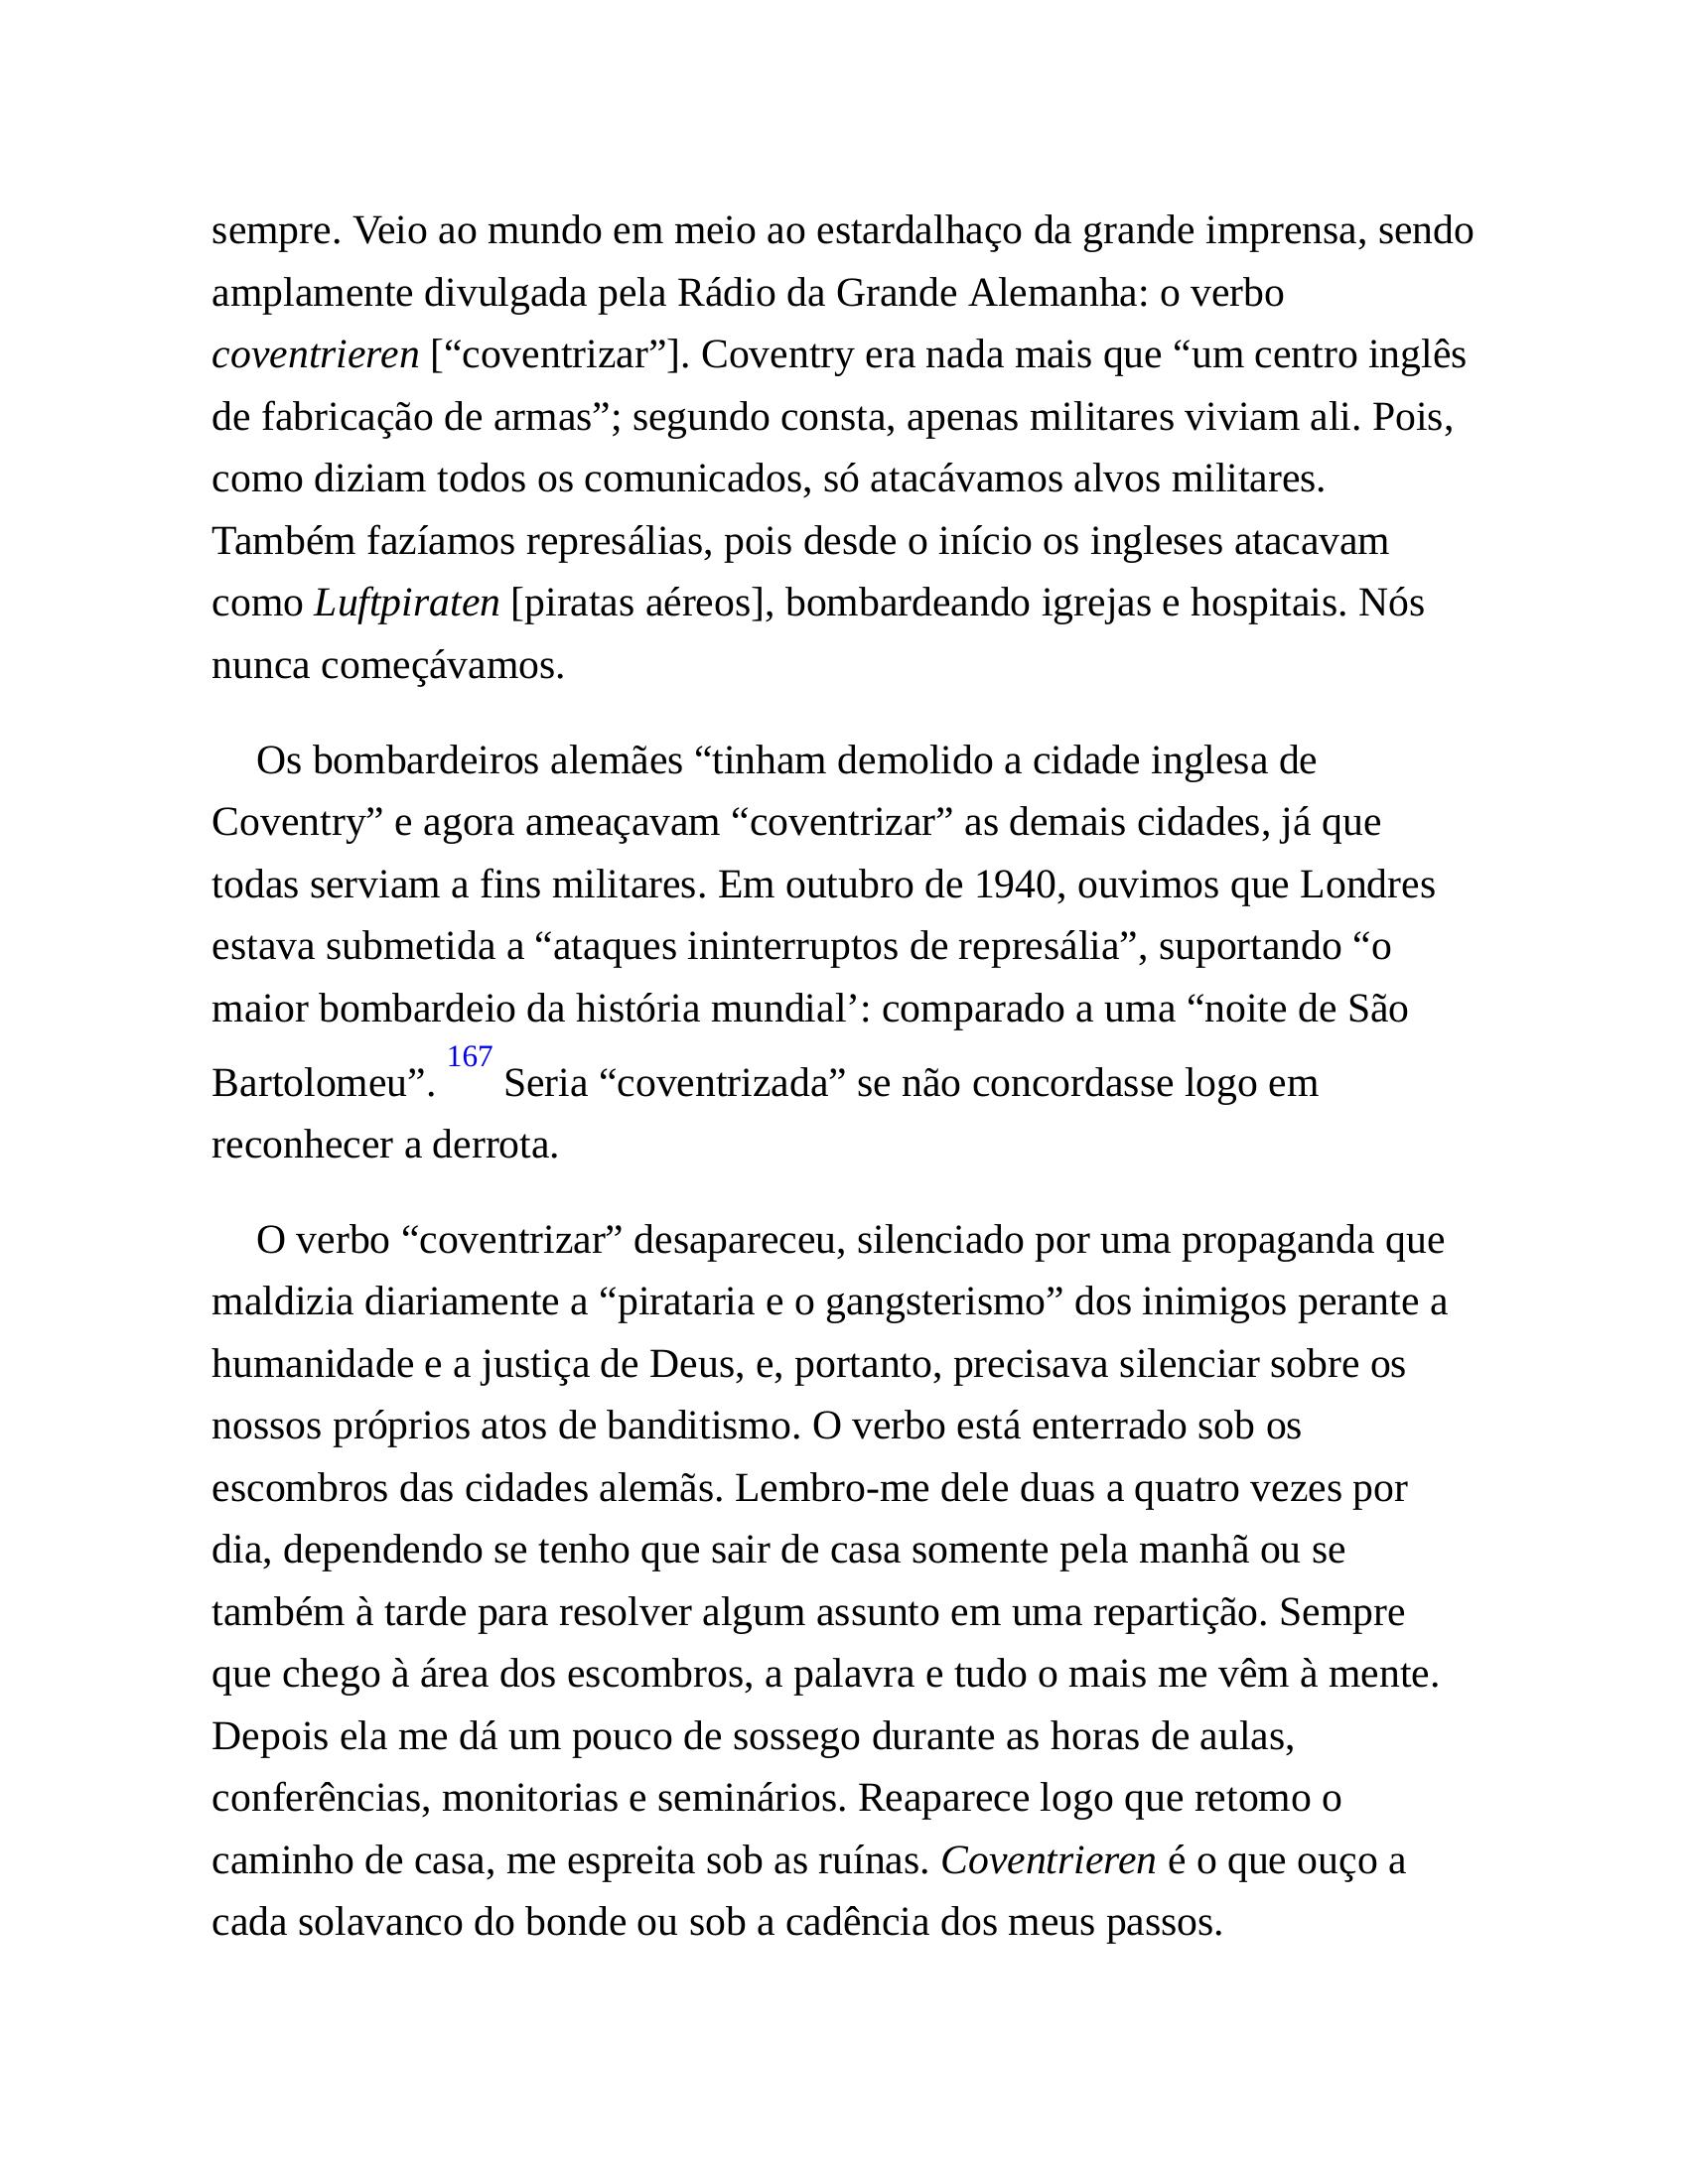 sempre. Veio ao mundo em meio ao estardalhaço da grande imprensa, sendo
amplamente divulgada pela Rádio da Grande Alemanha: o verbo
coventrieren [“coventrizar”]. Coventry era nada mais que “um centro inglês
de fabricação de armas”; segundo consta, apenas militares viviam ali. Pois,
como diziam todos os comunicados, só atacávamos alvos militares.
Também fazíamos represálias, pois desde o início os ingleses atacavam
como Luftpiraten [piratas aéreos], bombardeando igrejas e hospitais. Nós
nunca começávamos.
Os bombardeiros alemães “tinham demolido a cidade inglesa de
Coventry” e agora ameaçavam “coventrizar” as demais cidades, já que
todas serviam a fins militares. Em outubro de 1940, ouvimos que Londres
estava submetida a “ataques ininterruptos de represália”, suportando “o
maior bombardeio da história mundial’: comparado a uma “noite de São
Bartolomeu”. 167 Seria “coventrizada” se não concordasse logo em
reconhecer a derrota.
O verbo “coventrizar” desapareceu, silenciado por uma propaganda que
maldizia diariamente a “pirataria e o gangsterismo” dos inimigos perante a
humanidade e a justiça de Deus, e, portanto, precisava silenciar sobre os
nossos próprios atos de banditismo. O verbo está enterrado sob os
escombros das cidades alemãs. Lembro-me dele duas a quatro vezes por
dia, dependendo se tenho que sair de casa somente pela manhã ou se
também à tarde para resolver algum assunto em uma repartição. Sempre
que chego à área dos escombros, a palavra e tudo o mais me vêm à mente.
Depois ela me dá um pouco de sossego durante as horas de aulas,
conferências, monitorias e seminários. Reaparece logo que retomo o
caminho de casa, me espreita sob as ruínas. Coventrieren é o que ouço a
cada solavanco do bonde ou sob a cadência dos meus passos.